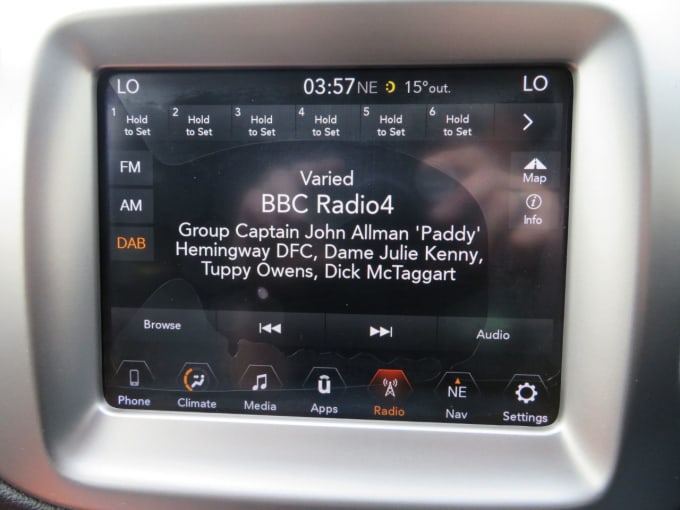 LO 03:57 NE 15°out. LO
1 Hold to Set 2 Hold to Set 3 Hold to Set 4 Hold to Set 5 Hold to Set 6 Hold to Set
FM
AM
DAB
Varied
BBC Radio4
Group Captain John Allman 'Paddy'
Hemingway DFC, Dame Julie Kenny,
Tuppy Owens, Dick McTaggart
Map
Info
Browse Audio
Phone Climate Media Apps Radio NE Nav Settings